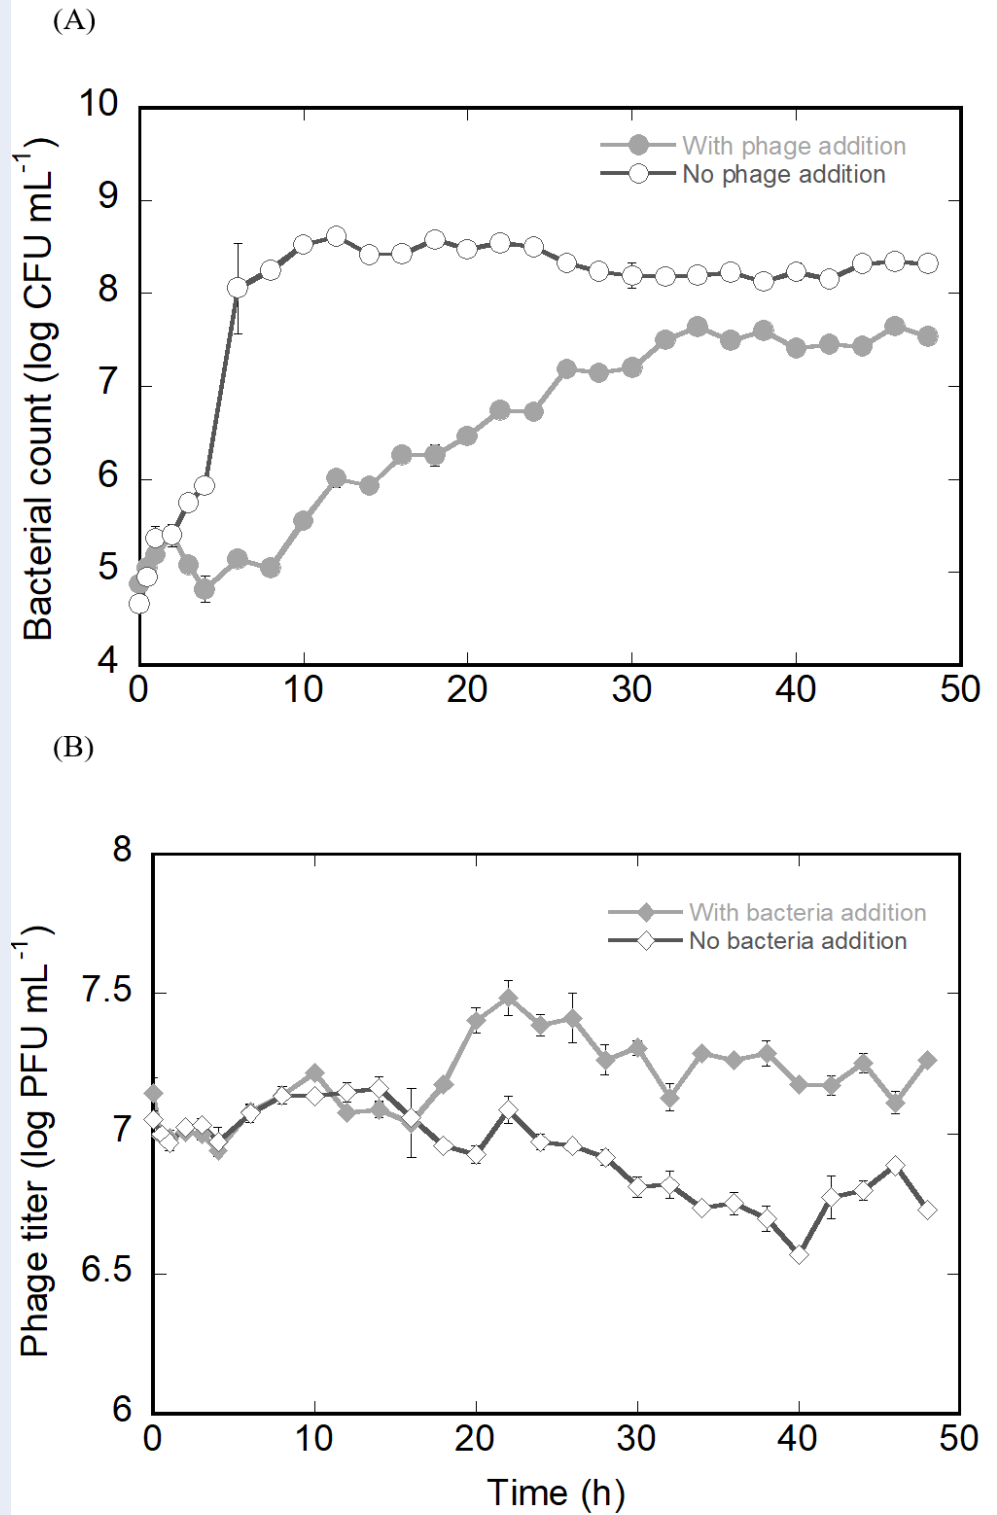 (A)
10
9
8
7
6
5
4
Bacterial count (log CFU mL-1)
With phage addition
No phage addition
0 10 20 30 40 50
(B)
8
7.5
7
6.5
6
Phage titer (log PFU mL-1)
With bacteria addition
No bacteria addition
0 10 20 30 40 50
Time (h)